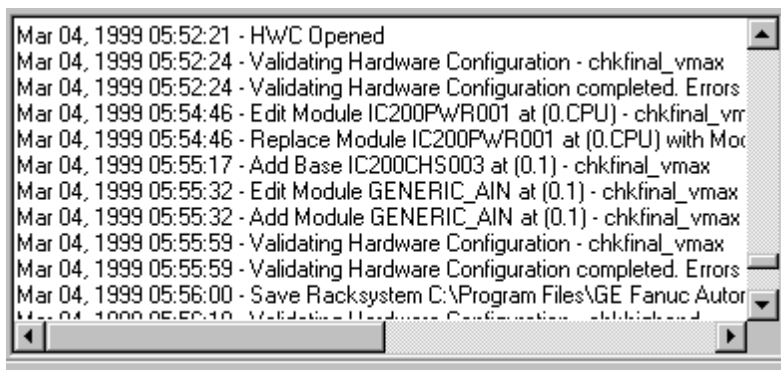 Mar 04, 1999 05:52:21 - HWC Opened
Mar 04, 1999 05:52:24 - Validating Hardware Configuration - chkfinal_vmax
Mar 04, 1999 05:52:24 - Validating Hardware Configuration completed. Errors
Mar 04, 1999 05:54:46 - Edit Module IC200PWR001 at (0.CPU) - chkfinal_vm
Mar 04, 1999 05:54:46 - Replace Module IC200PWR001 at (0.CPU) with Mod
Mar 04, 1999 05:55:17 - Add Base IC200CHS003 at (0.1) - chkfinal_vmax
Mar 04, 1999 05:55:32 - Edit Module GENERIC_AIN at (0.1) - chkfinal_vmax
Mar 04, 1999 05:55:32 - Add Module GENERIC_AIN at (0.1) - chkfinal_vmax
Mar 04, 1999 05:55:59 - Validating Hardware Configuration - chkfinal_vmax
Mar 04, 1999 05:55:59 - Validating Hardware Configuration completed. Errors
Mar 04, 1999 05:56:00 - Save Racksystem C:\Program Files\GE Fanuc Autor
Mar 04, 1999 - Validating Hardware Configuration -